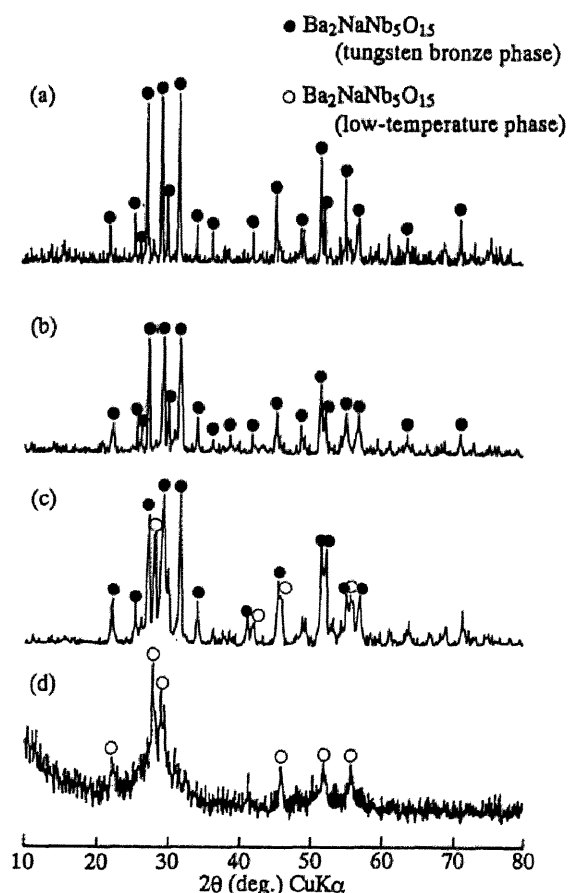 ● Ba₂NaNb₅O₁₅
(tungsten bronze phase)
(a)
○ Ba₂NaNb₅O₁₅
(low-temperature phase)
(b)
(c)
(d)
10 20 30 40 50 60 70 80
2θ (deg.) CuKα